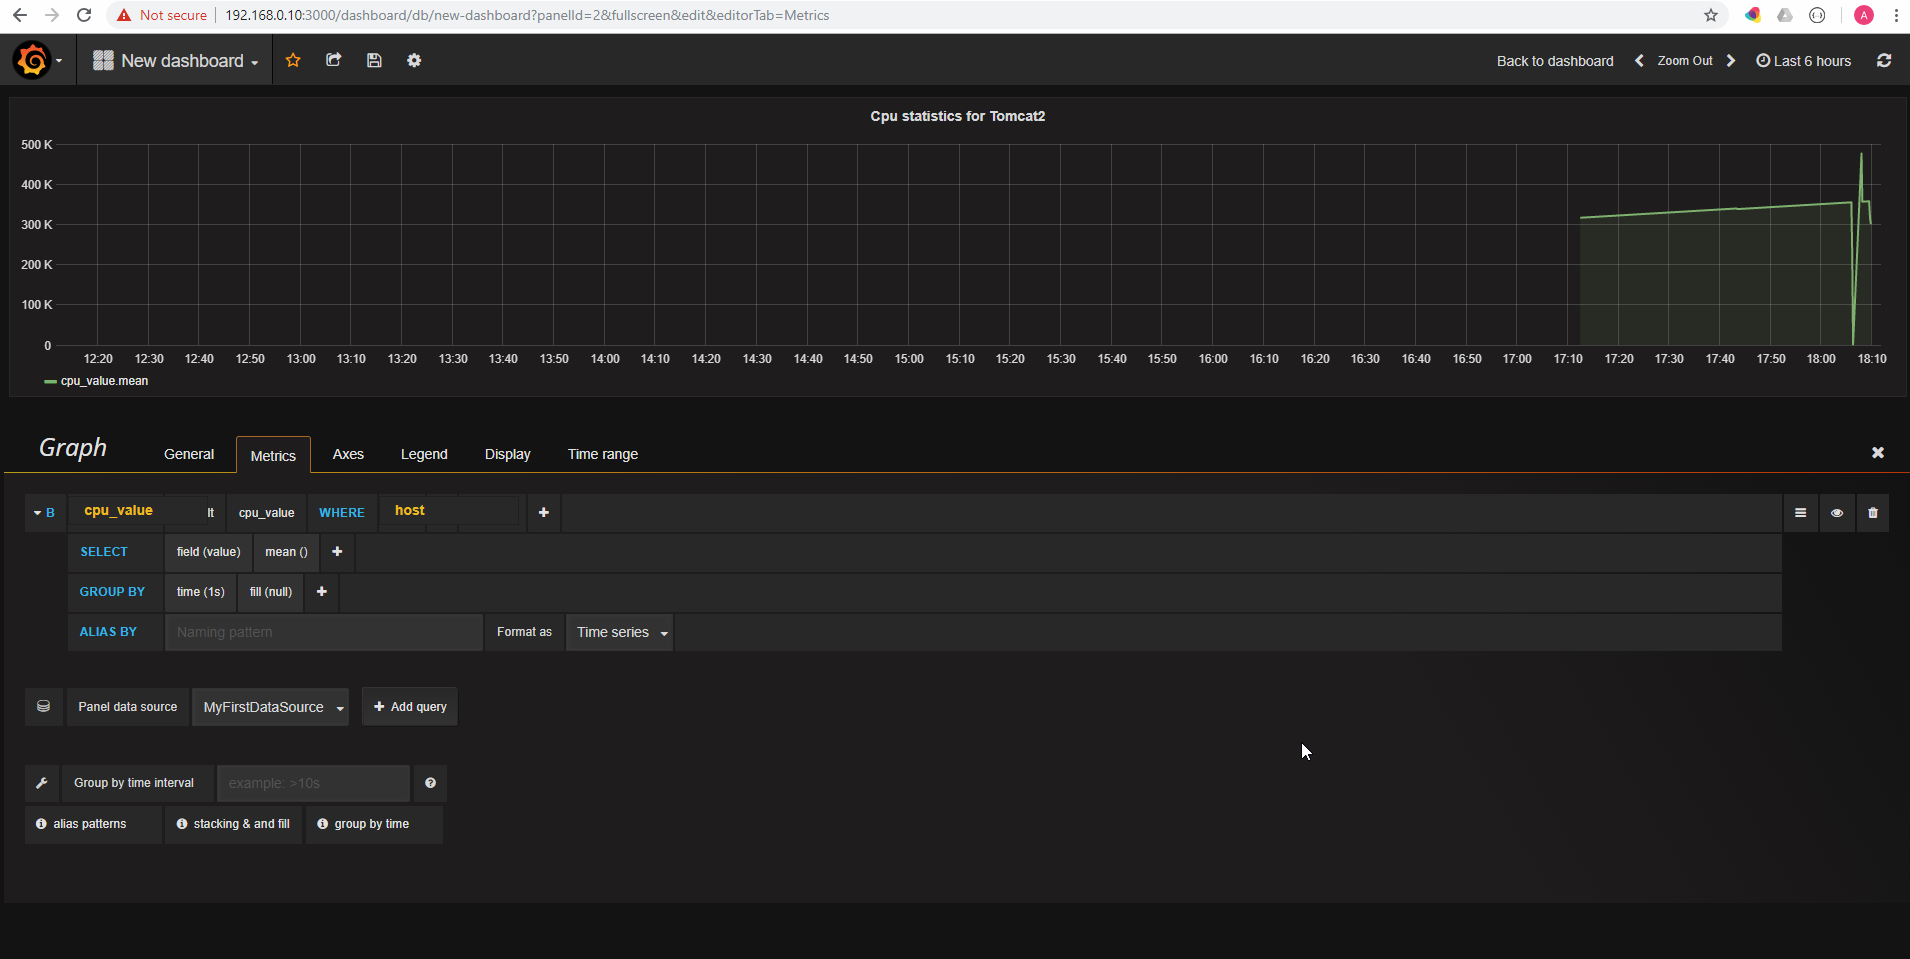 Not secure 192.168.0.10:3000/dashboard/db/new-dashboard?panelId=2&fullscreen&edit&editorTab=Metrics A
New dashboard Back to dashboard Zoom Out Last 6 hours
Cpu statistics for Tomcat2
500 K
400 K
300 K
200 K
100 K
0
12:20 12:30 12:40 12:50 13:00 13:10 13:20 13:30 13:40 13:50 14:00 14:10 14:20 14:30 14:40 14:50 15:00 15:10 15:20 15:30 15:40 15:50 16:00 16:10 16:20 16:30 16:40 16:50 17:00 17:10 17:20 17:30 17:40 17:50 18:00 18:10
cpu_value.mean
Graph General Metrics Axes Legend Display Time range
B cpu_value lt cpu_value WHERE host +
SELECT field (value) mean () +
GROUP BY time (1s) fill (null) +
ALIAS BY Naming pattern Format as Time series
Panel data source MyFirstDataSource + Add query
Group by time interval example: >10s
alias patterns stacking & and fill group by time